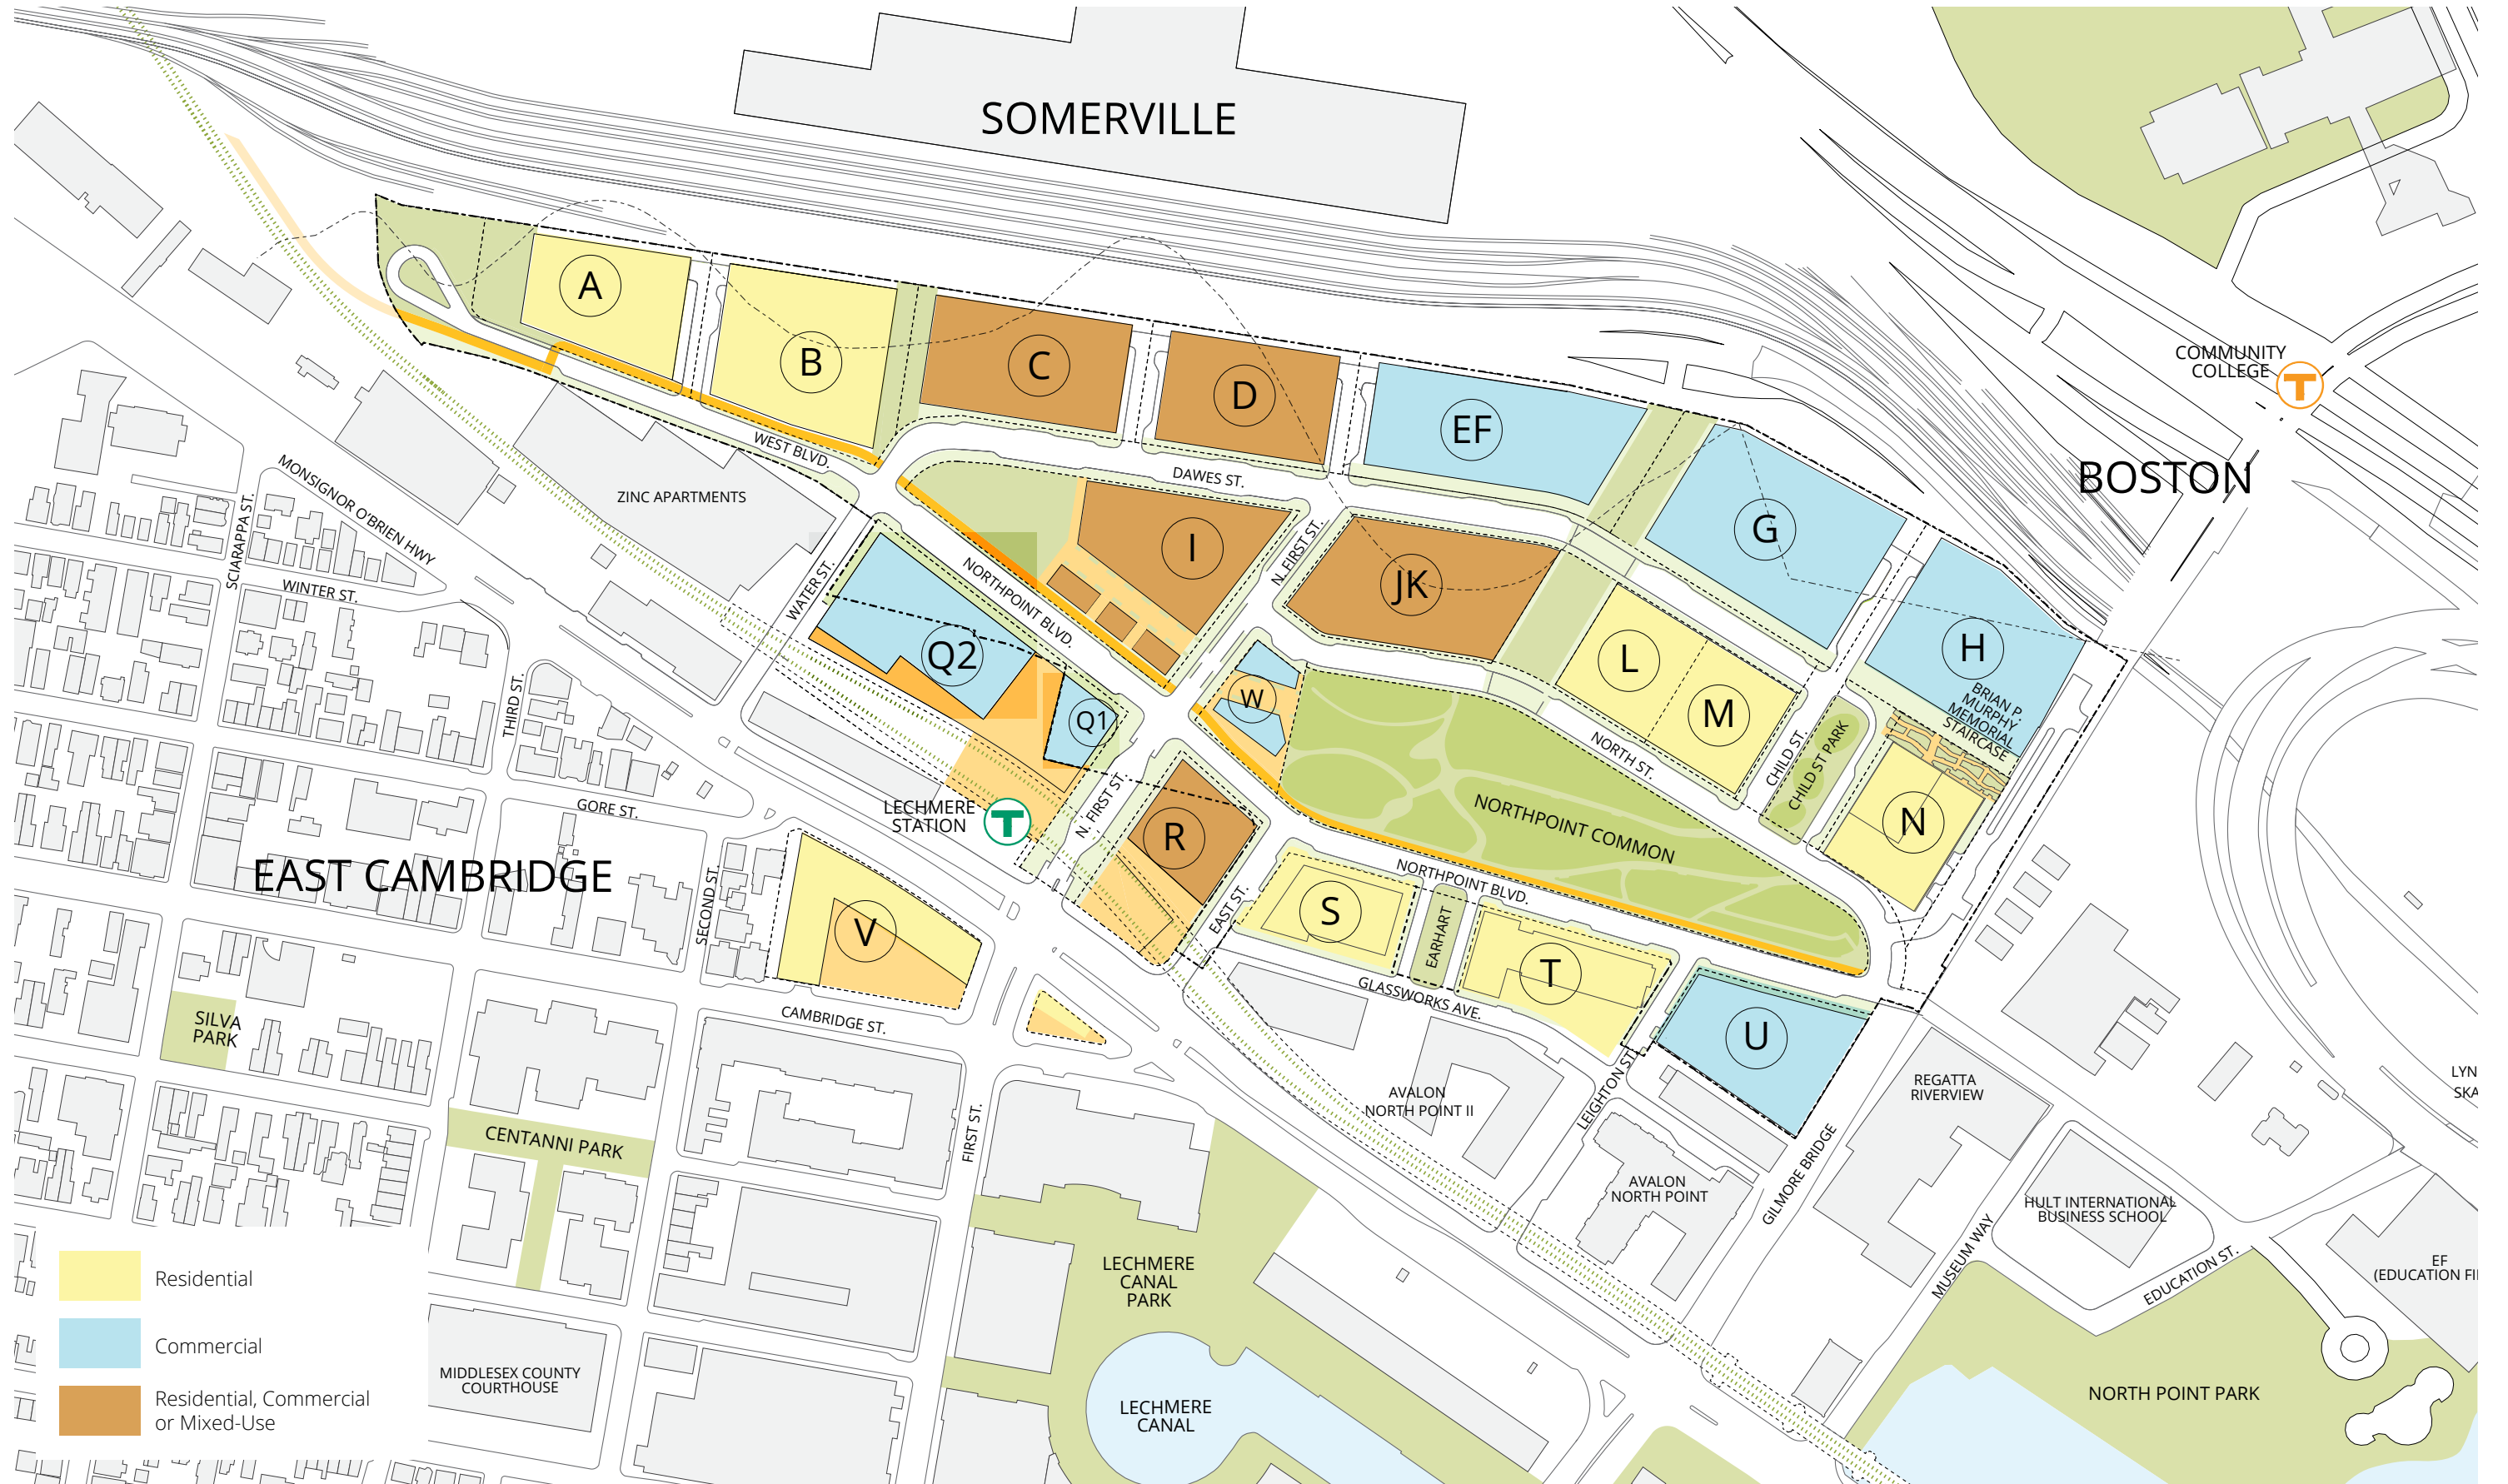 SOMERVILLE
COMMUNITY
COLLEGE
T
BOSTON
A
B
C
D
EF
G
H
I
JK
L
M
N
Q2
Q1
W
R
S
T
U
V
WEST BLVD.
DAWES ST.
ZINC APARTMENTS
MONSIGNOR O'BRIEN HWY
SCIARAPPA ST.
WINTER ST.
WATER ST.
NORTHPOINT BLVD.
N. FIRST ST.
BRIAN P.
MURPHY
MEMORIAL
STAIRCASE
CHILD ST.
CHILD ST PARK
NORTH ST.
NORTHPOINT COMMON
THIRD ST.
GORE ST.
LECHMERE
STATION
T
N. FIRST ST.
EAST CAMBRIDGE
SECOND ST.
EAST ST.
NORTHPOINT BLVD.
EARHART
GLASSWORKS AVE.
CAMBRIDGE ST.
SILVA
PARK
CENTANNI PARK
FIRST ST.
AVALON
NORTH POINT II
LEIGHTON ST.
AVALON
NORTH POINT
GILMORE BRIDGE
REGATTA
RIVERVIEW
LYN
SKA
HULT INTERNATIONAL
BUSINESS SCHOOL
MUSEUM WAY
EDUCATION ST.
EF
(EDUCATION FI
LECHMERE
CANAL
PARK
LECHMERE
CANAL
NORTH POINT PARK
MIDDLESEX COUNTY
COURTHOUSE
Residential
Commercial
Residential, Commercial
or Mixed-Use